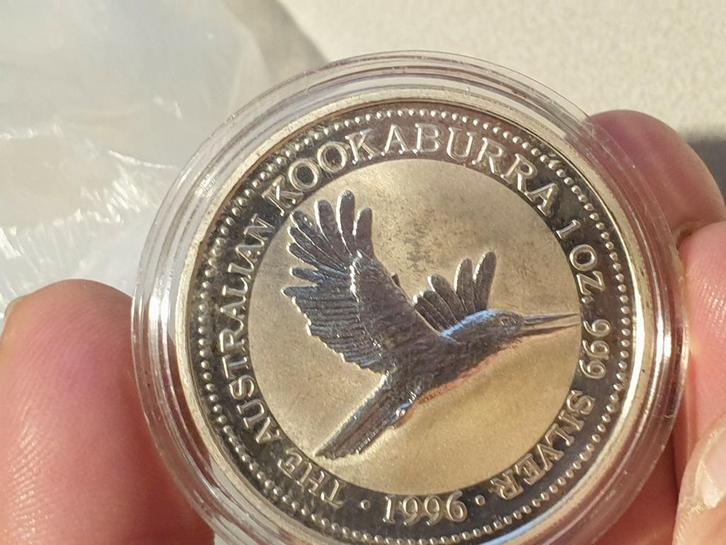 THE AUSTRALIAN KOOKABURRA 1 OZ. 999 SILVER
· 1996 ·